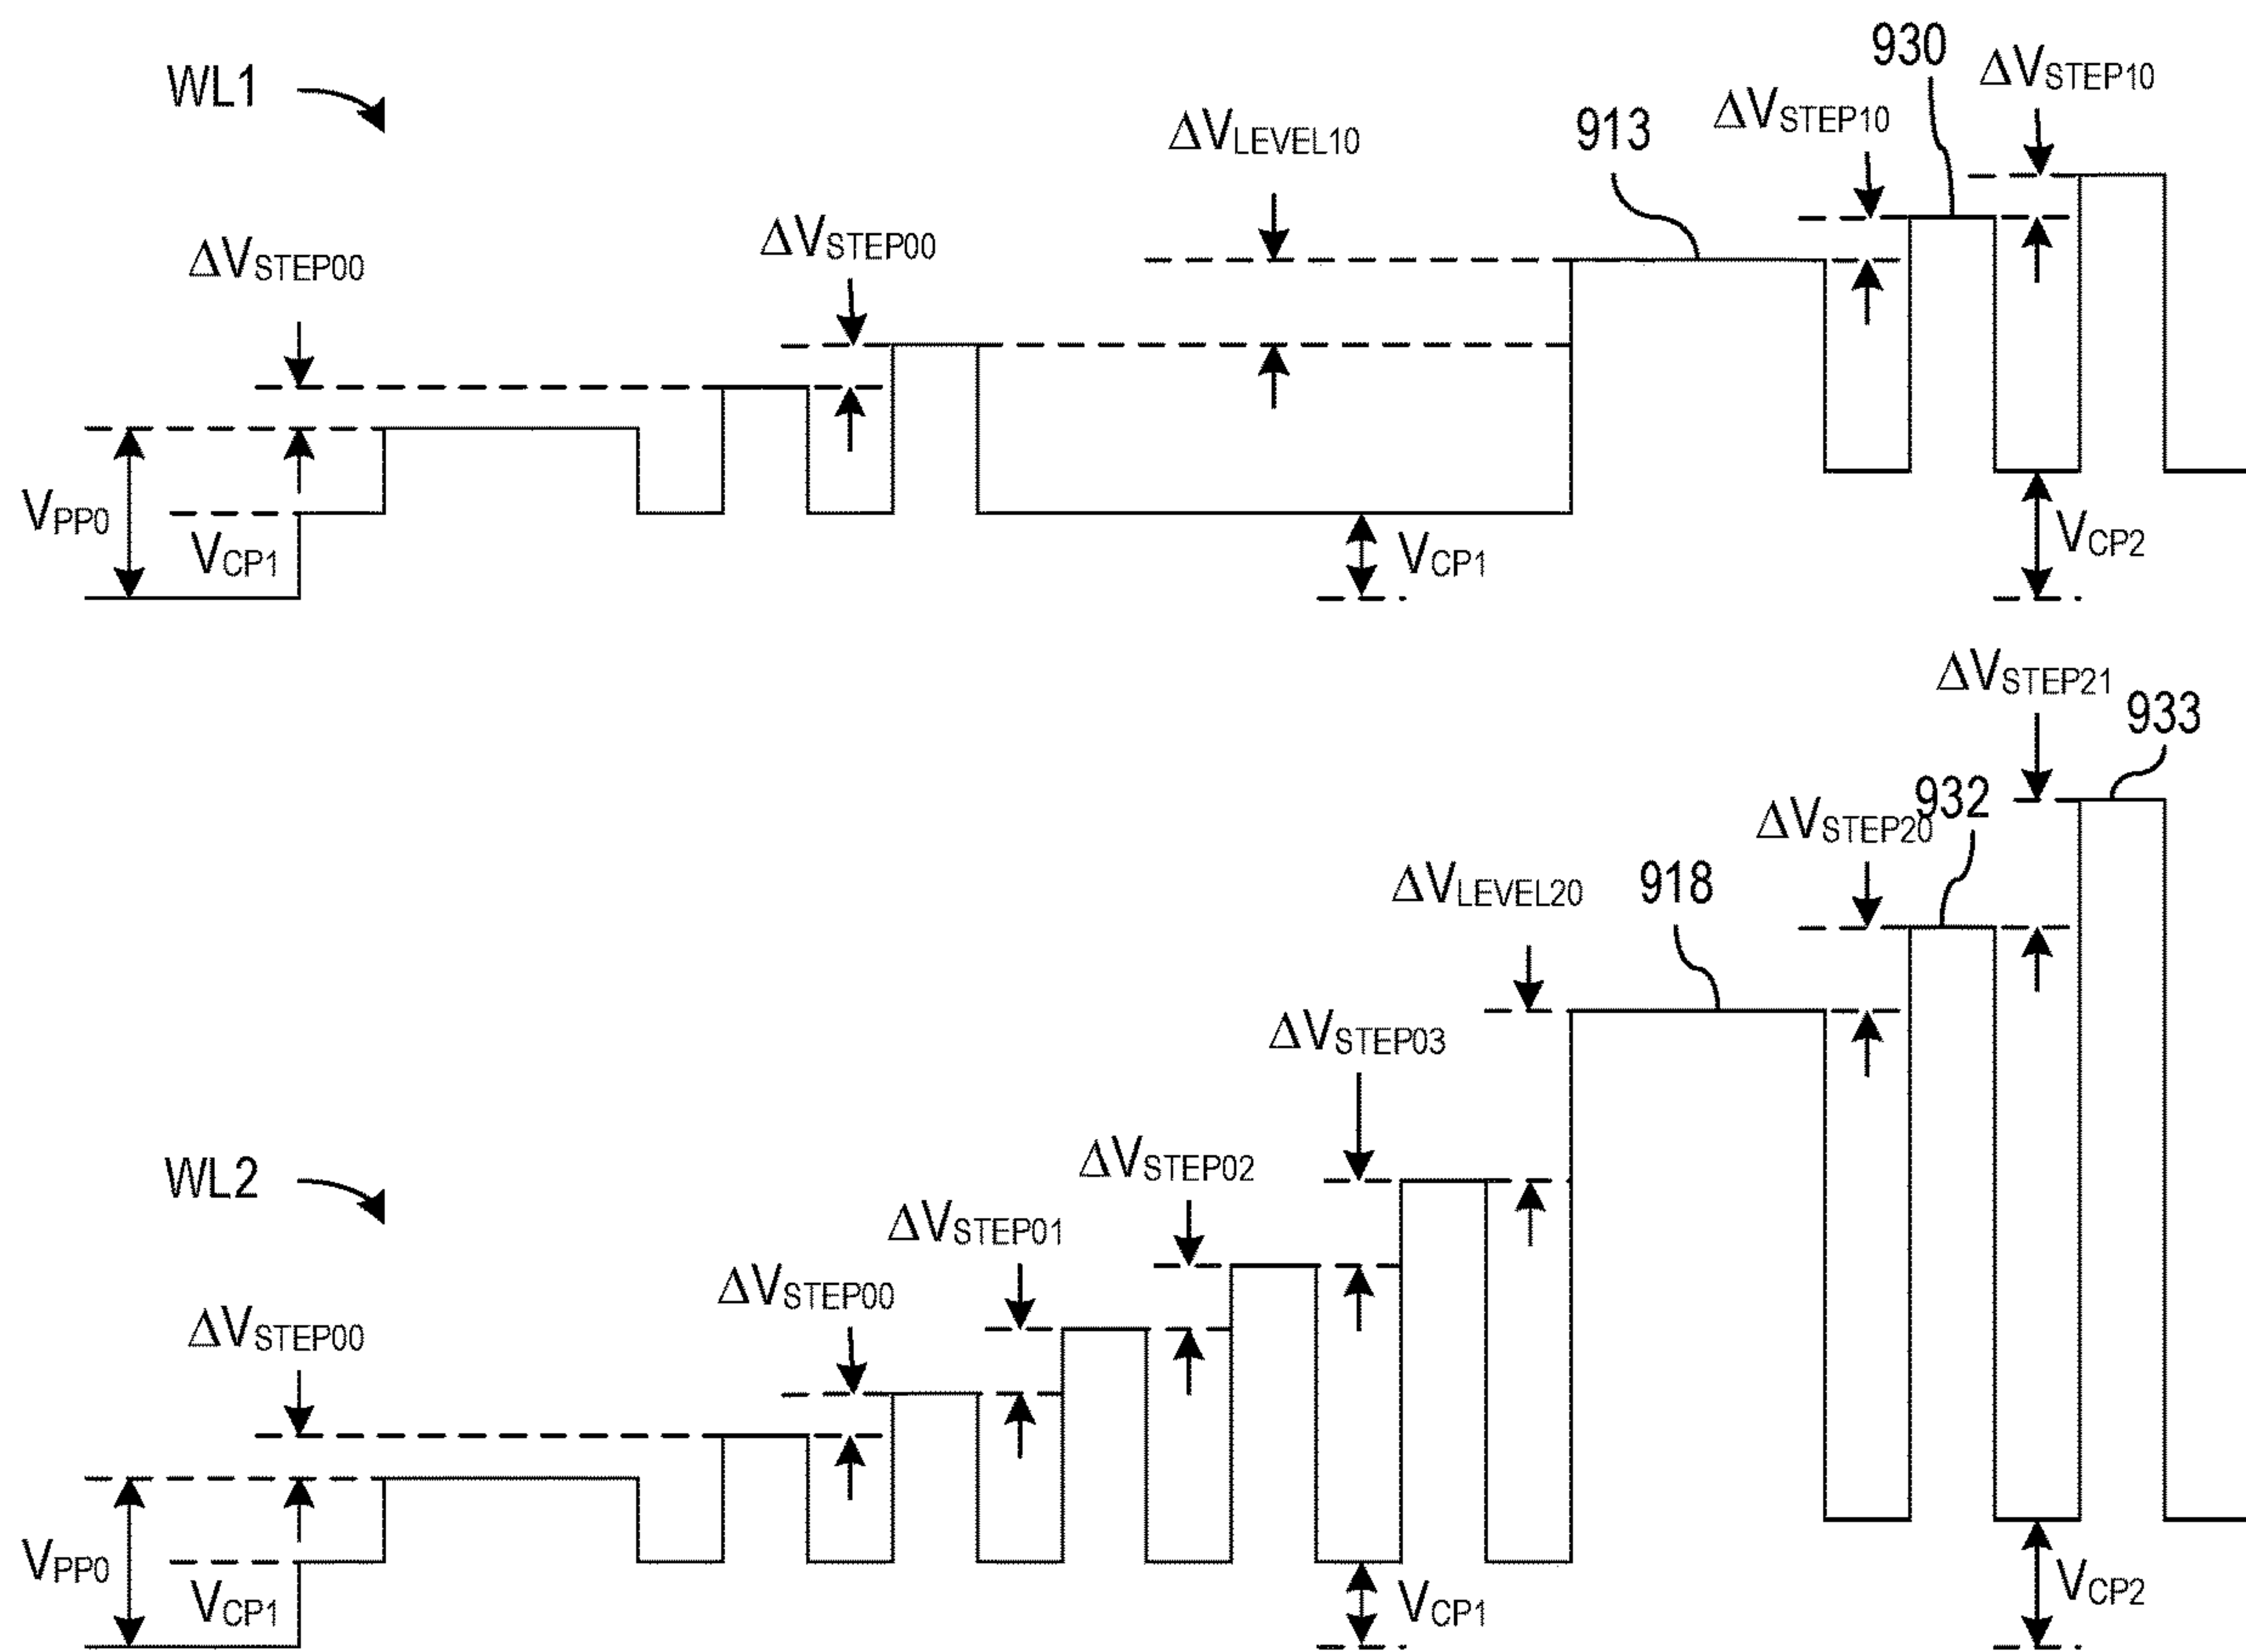 930
ΔVSTEP10
WL1
ΔVSTEP10
913
ΔVLEVEL10
ΔVSTEP00
ΔVSTEP00
VPP0
VCP1
VCP1
VCP2
ΔVSTEP21
933
932
ΔVSTEP20
918
ΔVLEVEL20
ΔVSTEP03
ΔVSTEP02
WL2
ΔVSTEP01
ΔVSTEP00
ΔVSTEP00
VPP0
VCP1
VCP1
VCP2